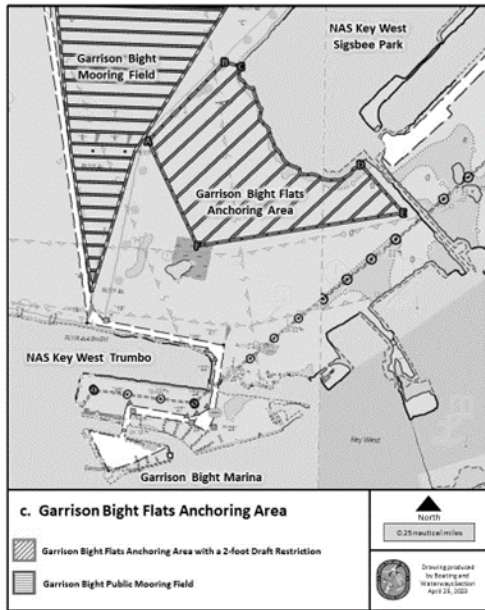 NAS Key West
Sigsbee Park
Garrison Bight
Mooring Field
B
C
A
D
Garrison Bight Flats
Anchoring Area
E
F
NAS Key West Trumbo
Key West
Garrison Bight Marina
c. Garrison Bight Flats Anchoring Area
North
0.25 nautical miles
Garrison Bight Flats Anchoring Area with a 2-foot Draft Restriction
Garrison Bight Public Mooring Field
Drawing produced
by Boating and
Waterways Section
April 25, 2023